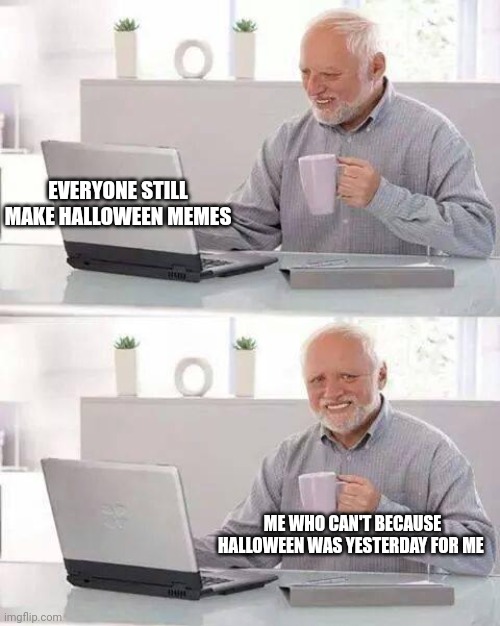 EVERYONE STILL
MAKE HALLOWEEN MEMES
ME WHO CAN'T BECAUSE
HALLOWEEN WAS YESTERDAY FOR ME
imgflip.com